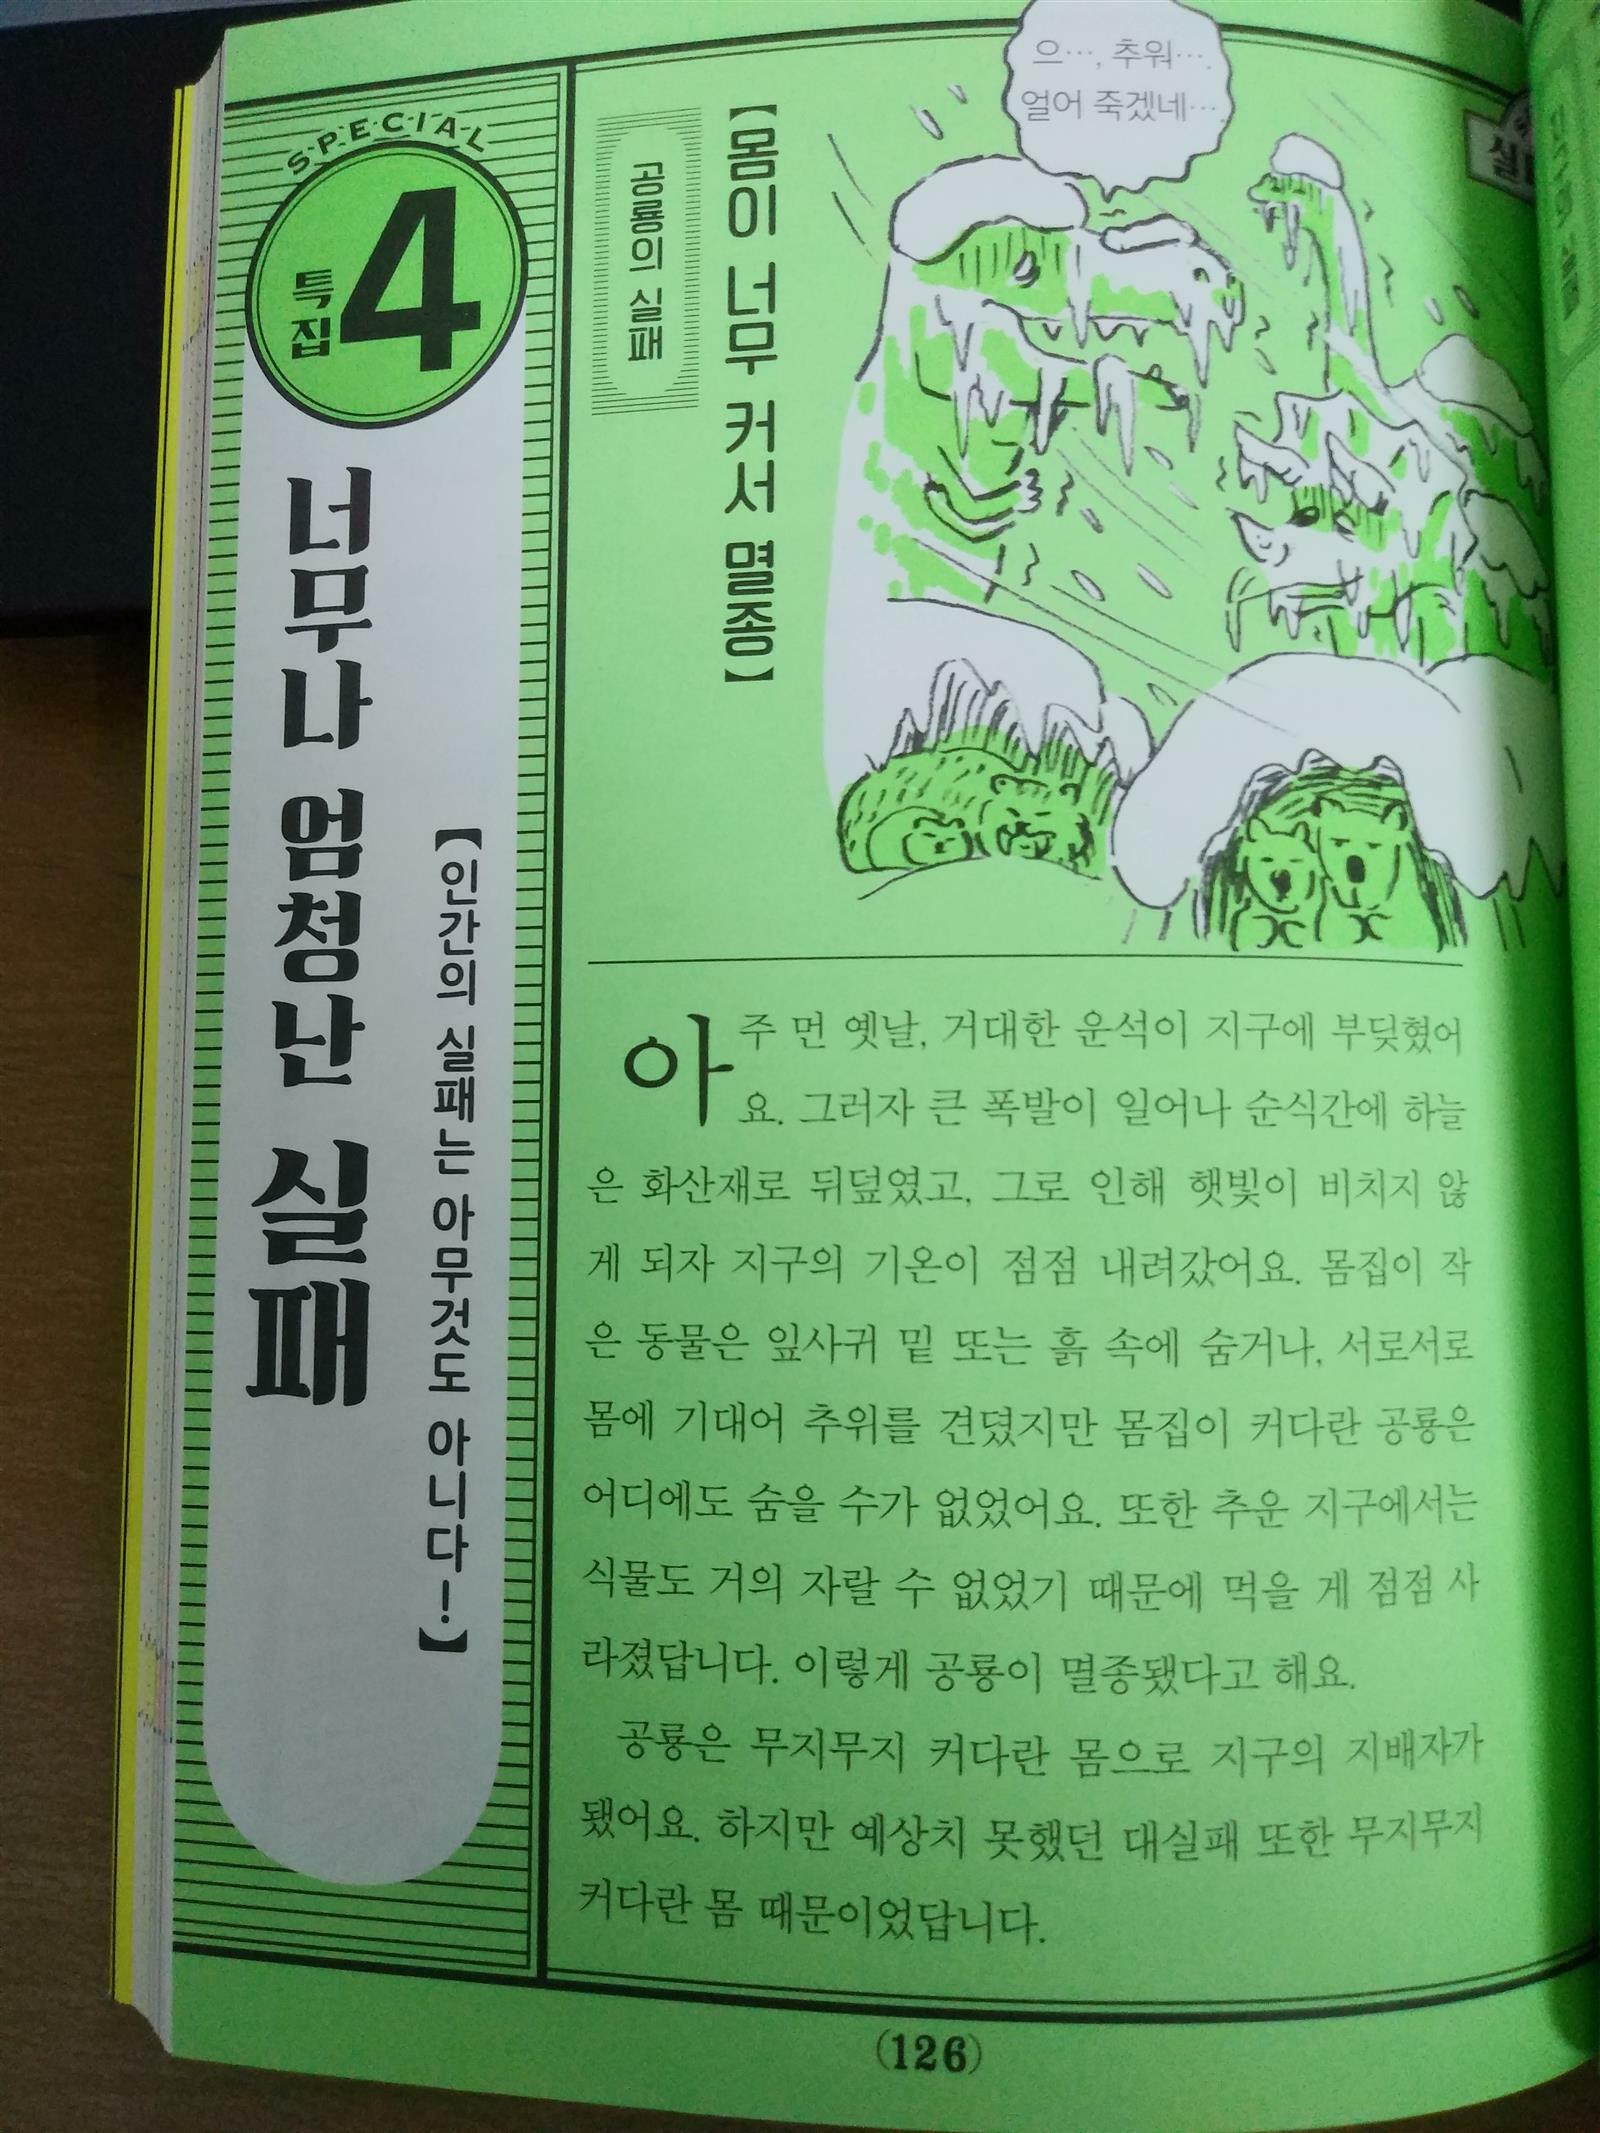 SPECIAL
특집 4
너무나 엄청난 실패
【인간의 실패는 아무것도 아니다!】
공룡의 실패
【몸이 너무 커서 멸종】
으…, 추워….
얼어 죽겠네….
아주 먼 옛날, 거대한 운석이 지구에 부딪혔어
요. 그러자 큰 폭발이 일어나 순식간에 하늘
은 화산재로 뒤덮였고, 그로 인해 햇빛이 비치지 않
게 되자 지구의 기온이 점점 내려갔어요. 몸집이 작
은 동물은 잎사귀 밑 또는 흙 속에 숨거나, 서로서로
몸에 기대어 추위를 견뎠지만 몸집이 커다란 공룡은
어디에도 숨을 수가 없었어요. 또한 추운 지구에서는
식물도 거의 자랄 수 없었기 때문에 먹을 게 점점 사
라졌답니다. 이렇게 공룡이 멸종됐다고 해요.
공룡은 무지무지 커다란 몸으로 지구의 지배자가
됐어요. 하지만 예상치 못했던 대실패 또한 무지무지
커다란 몸 때문이었답니다.
(126)